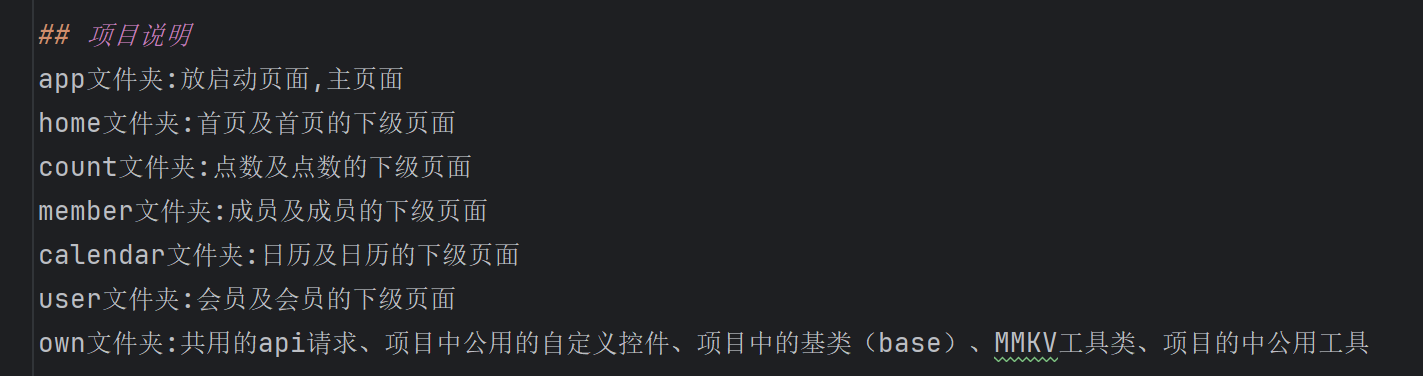 ## 项目说明
app文件夹:放启动页面,主页面
home文件夹:首页及首页的下级页面
count文件夹:点数及点数的下级页面
member文件夹:成员及成员的下级页面
calendar文件夹:日历及日历的下级页面
user文件夹:会员及会员的下级页面
own文件夹:共用的api请求、项目中公用的自定义控件、项目中的基类（base）、MMKV工具类、项目的中公用工具